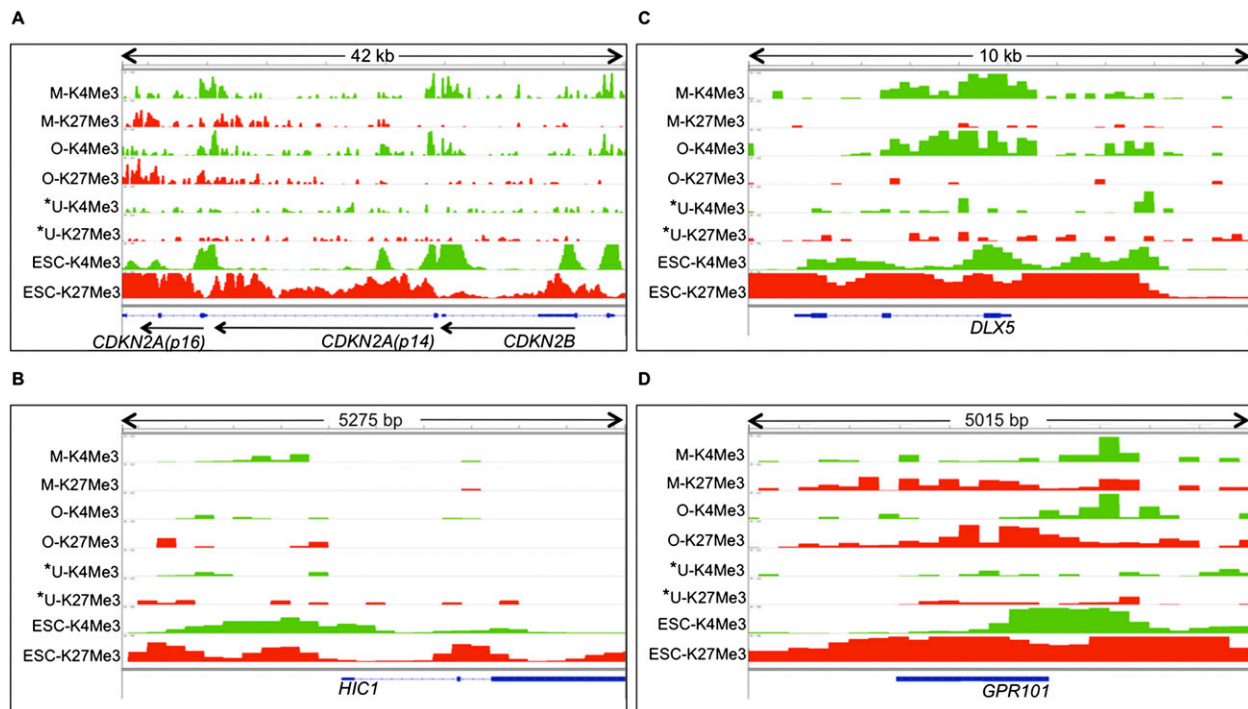 A
42 kb
M-K4Me3
M-K27Me3
O-K4Me3
O-K27Me3
*U-K4Me3
*U-K27Me3
ESC-K4Me3
ESC-K27Me3
CDKN2A(p16)
CDKN2A(p14)
CDKN2B
B
5275 bp
M-K4Me3
M-K27Me3
O-K4Me3
O-K27Me3
*U-K4Me3
*U-K27Me3
ESC-K4Me3
ESC-K27Me3
HIC1
C
10 kb
M-K4Me3
M-K27Me3
O-K4Me3
O-K27Me3
*U-K4Me3
*U-K27Me3
ESC-K4Me3
ESC-K27Me3
DLX5
D
5015 bp
M-K4Me3
M-K27Me3
O-K4Me3
O-K27Me3
*U-K4Me3
*U-K27Me3
ESC-K4Me3
ESC-K27Me3
GPR101